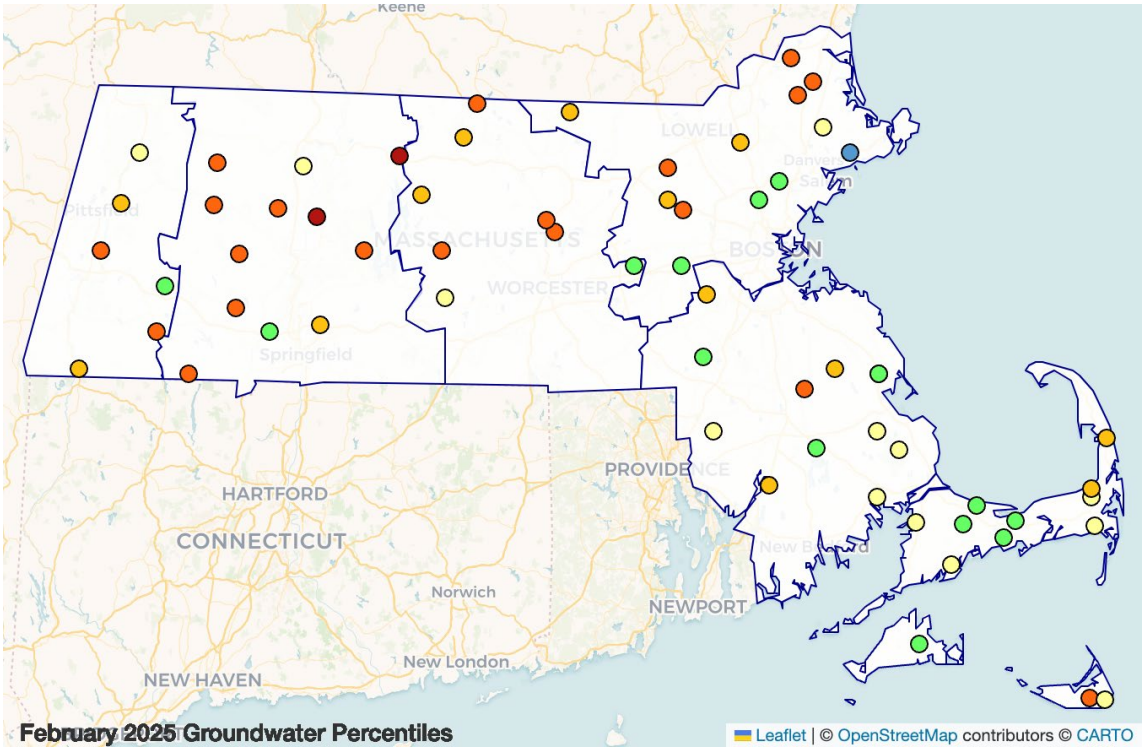 Keene
LOWELL
Danvers
Salem
Pittsfield
MASSACHUSETTS
BOSTON
WORCESTER
Springfield
PROVIDENCE
HARTFORD
CONNECTICUT
New Bedford
Norwich
NEWPORT
New London
NEW HAVEN
February 2025 Groundwater Percentiles
Leaflet | © OpenStreetMap contributors © CARTO